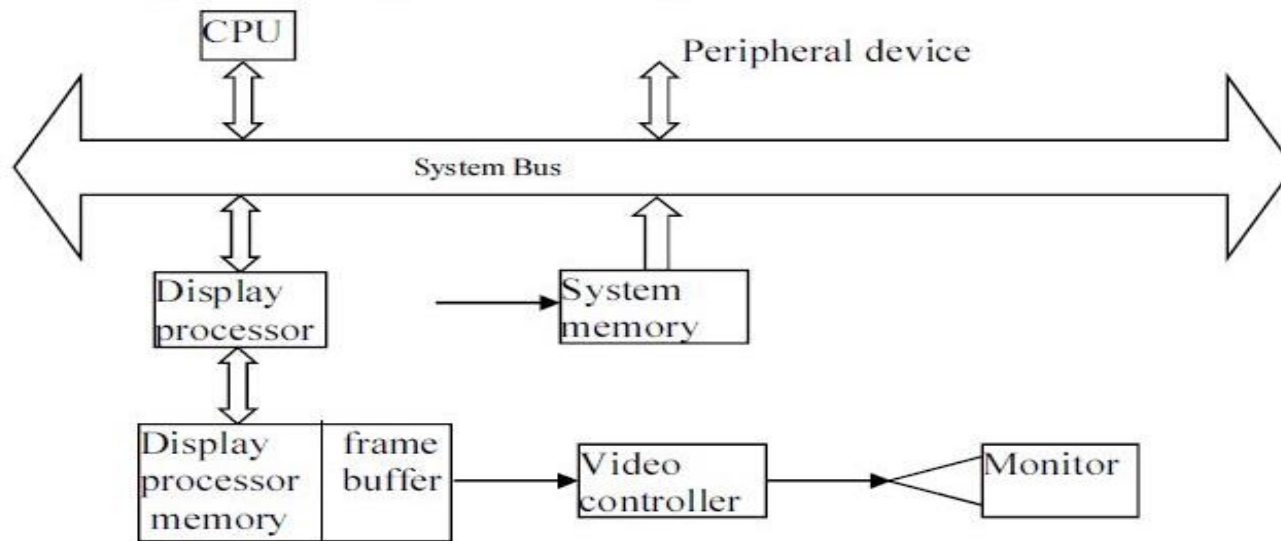 CPU
Peripheral device
System Bus
Display
processor
System
memory
Display
processor
memory
frame
buffer
Video
controller
Monitor